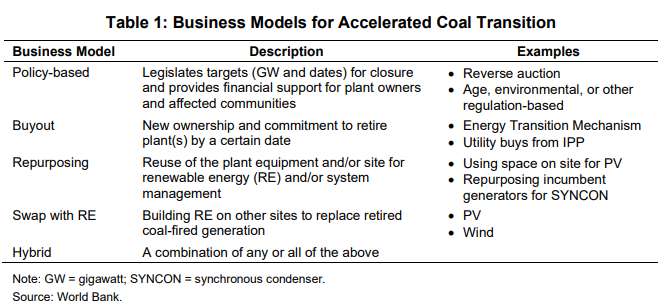 Table 1: Business Models for Accelerated Coal Transition
Business Model Description Examples
Policy-based Legislates targets (GW and dates) for closure • Reverse auction
and provides financial support for plant owners • Age, environmental, or other
and affected communities regulation-based
Buyout New ownership and commitment to retire • Energy Transition Mechanism
plant(s) by a certain date • Utility buys from IPP
Repurposing Reuse of the plant equipment and/or site for • Using space on site for PV
renewable energy (RE) and/or system • Repurposing incumbent
management generators for SYNCON
Swap with RE Building RE on other sites to replace retired • PV
coal-fired generation • Wind
Hybrid A combination of any or all of the above
Note: GW = gigawatt; SYNCON = synchronous condenser.
Source: World Bank.